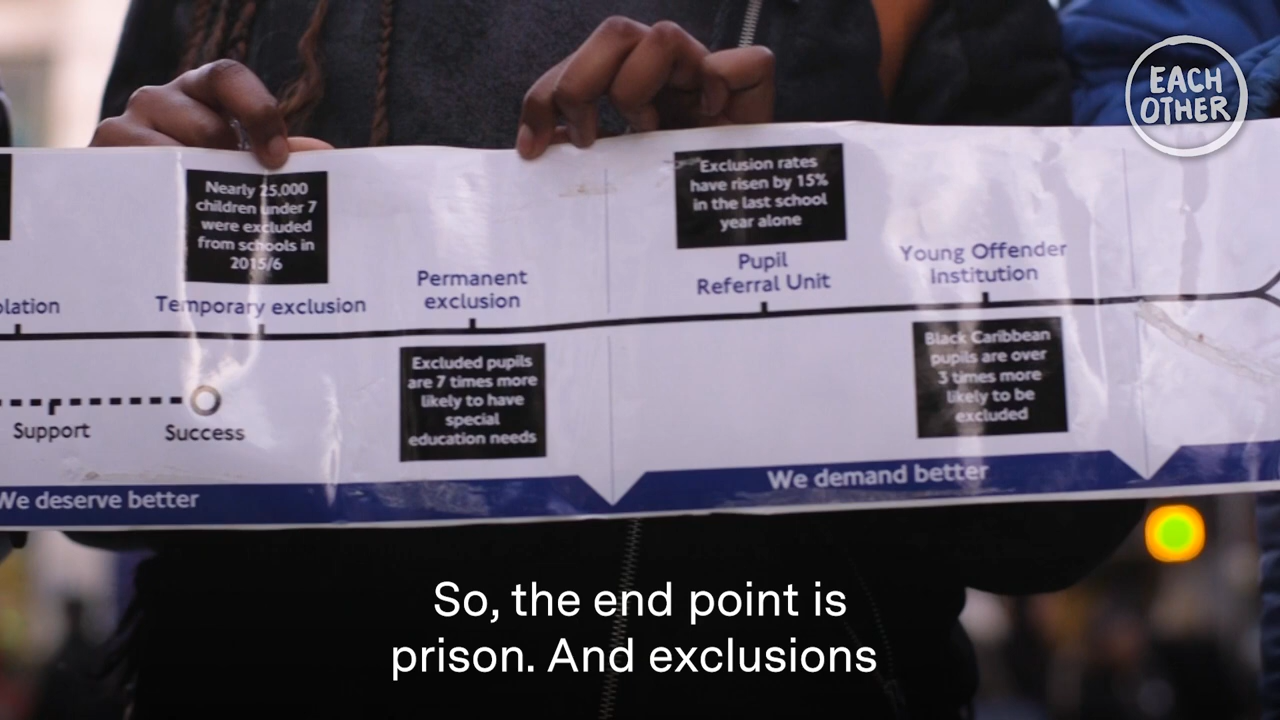 EACH
OTHER
Nearly 25,000
children under 7
were excluded
from schools in
2015/6
Exclusion rates
have risen by 15%
in the last school
year alone
Young Offender
Institution
Pupil
Referral Unit
Permanent
exclusion
olation
Temporary exclusion
Excluded pupils
are 7 times more
likely to have
special
education needs
Black Caribbean
pupils are over
3 times more
likely to be
excluded
Support
Success
We deserve better
We demand better
So, the end point is
prison. And exclusions